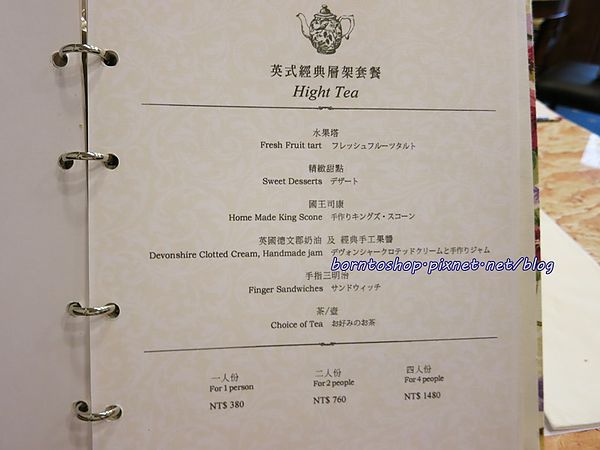 英式經典層架套餐
Hight Tea
水果塔
Fresh Fruit tart フレッシュフルーツタルト
精緻甜點
Sweet Desserts デザート
國王司康
Home Made King Scone 手作りキングズ・スコーン
英國德文郡奶油 及 經典手工果醬
Devonshire Clotted Cream, Handmade jam デヴォンシャークロテッドクリームと手作りジャム
borntoshop.pixnet.net/blog
手指三明治
Finger Sandwiches サンドウィッチ
茶/壺
Choice of Tea お好みのお茶
一人份 二人份 四人份
For 1 person For 2 people For 4 people
NT$ 380 NT$ 760 NT$ 1480